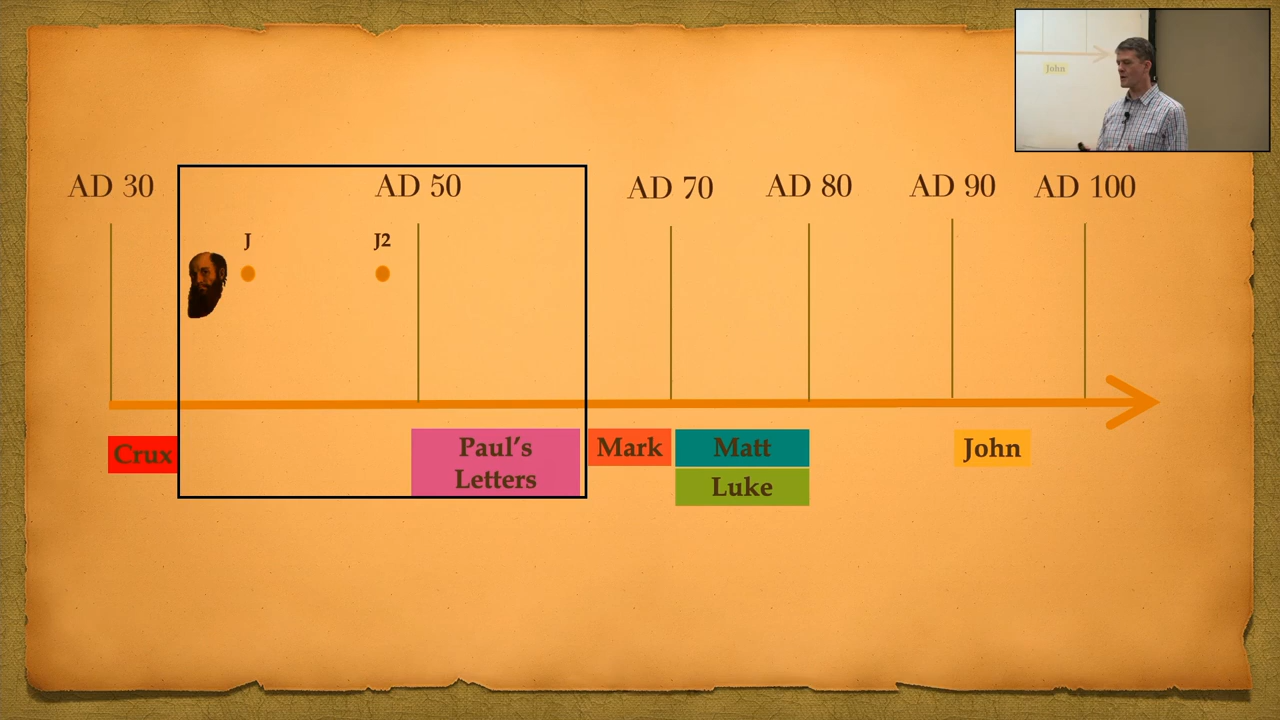 John
AD 30
AD 50
AD 70
AD 80
AD 90
AD 100
J
J2
Crux
Paul's
Letters
Mark
Matt
Luke
John